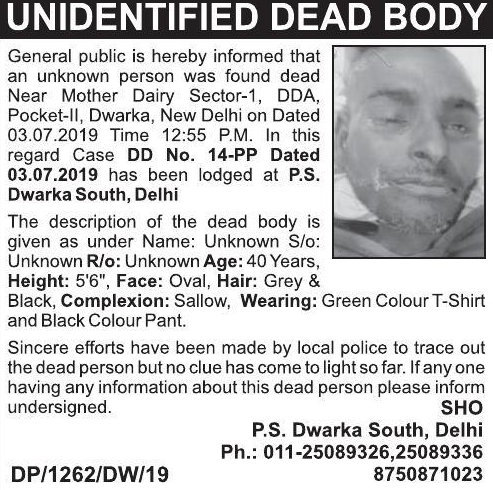 UNIDENTIFIED DEAD BODY
General public is hereby informed that
an unknown person was found dead
Near Mother Dairy Sector-1, DDA,
Pocket-II, Dwarka, New Delhi on Dated
03.07.2019 Time 12:55 P.M. In this
regard Case DD No. 14-PP Dated
03.07.2019 has been lodged at P.S.
Dwarka South, Delhi
The description of the dead body is
given as under Name: Unknown S/o:
Unknown R/o: Unknown Age: 40 Years,
Height: 5'6", Face: Oval, Hair: Grey &
Black, Complexion: Sallow, Wearing: Green Colour T-Shirt
and Black Colour Pant.
Sincere efforts have been made by local police to trace out
the dead person but no clue has come to light so far. If any one
having any information about this dead person please inform
undersigned. SHO
P.S. Dwarka South, Delhi
Ph.: 011-25089326,25089336
DP/1262/DW/19 8750871023